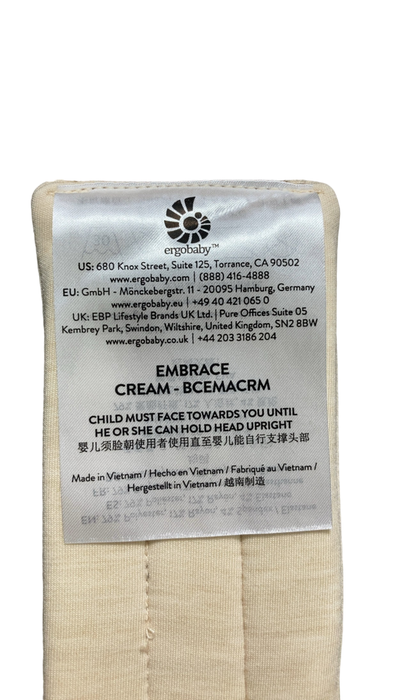 ergobaby™
US: 680 Knox Street, Suite 125, Torrance, CA 90502
www.ergobaby.com | (888) 416-4888
EU: GmbH - Mönckebergstr. 11 - 20095 Hamburg, Germany
www.ergobaby.eu | +49 40 421 065 0
UK: EBP Lifestyle Brands UK Ltd. | Pure Offices Suite 05
Kembrey Park, Swindon, Wiltshire, United Kingdom, SN2 8BW
www.ergobaby.co.uk | +44 203 3186 204
EMBRACE
CREAM - BCEMACRM
CHILD MUST FACE TOWARDS YOU UNTIL
HE OR SHE CAN HOLD HEAD UPRIGHT
婴儿须脸朝使用者使用直至婴儿能自行支撑头部
Made in Vietnam / Hecho en Vietnam / Fabriqué au Vietnam /
Hergestellt in Vietnam / 越南制造